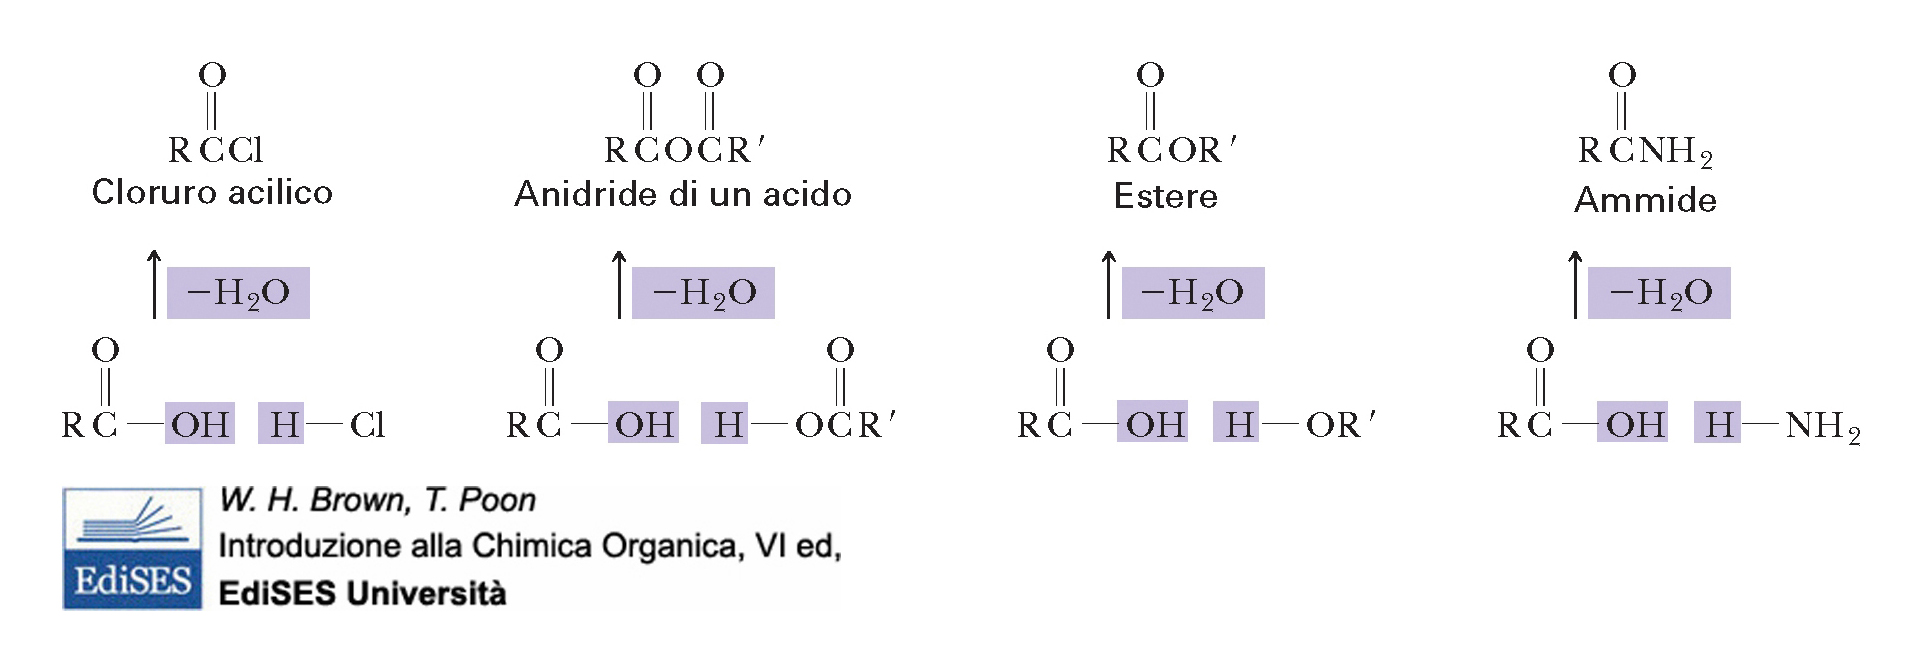 O O O O O
RCCl RCOCR′ RCOR′ RCNH₂
Cloruro acilico Anidride di un acido Estere Ammide
−H₂O −H₂O −H₂O −H₂O
O O O O O
RC—OH H—Cl RC—OH H—OCR′ RC—OH H—OR′ RC—OH H—NH₂
W. H. Brown, T. Poon
Introduzione alla Chimica Organica, VI ed,
EdiSES
EdiSES Università